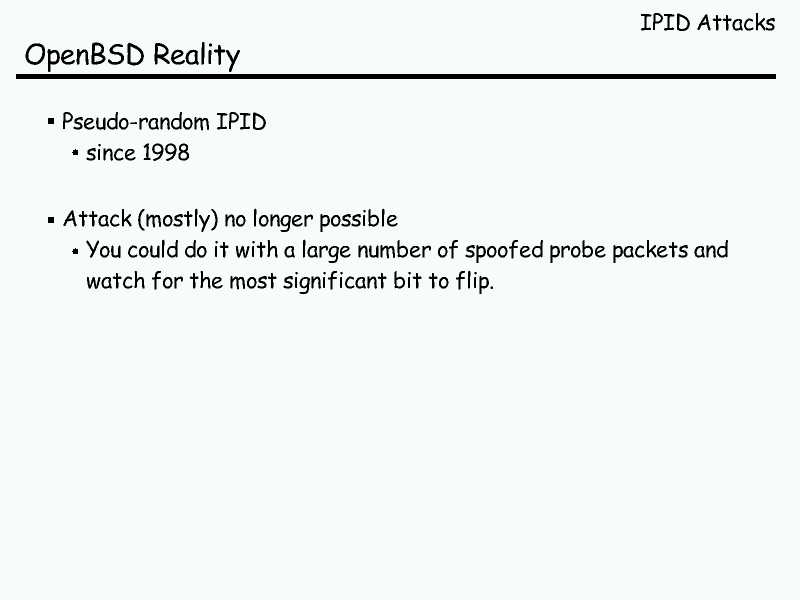 IPID Attacks
OpenBSD Reality
▪ Pseudo-random IPID
▪ since 1998
▪ Attack (mostly) no longer possible
▪ You could do it with a large number of spoofed probe packets and
watch for the most significant bit to flip.